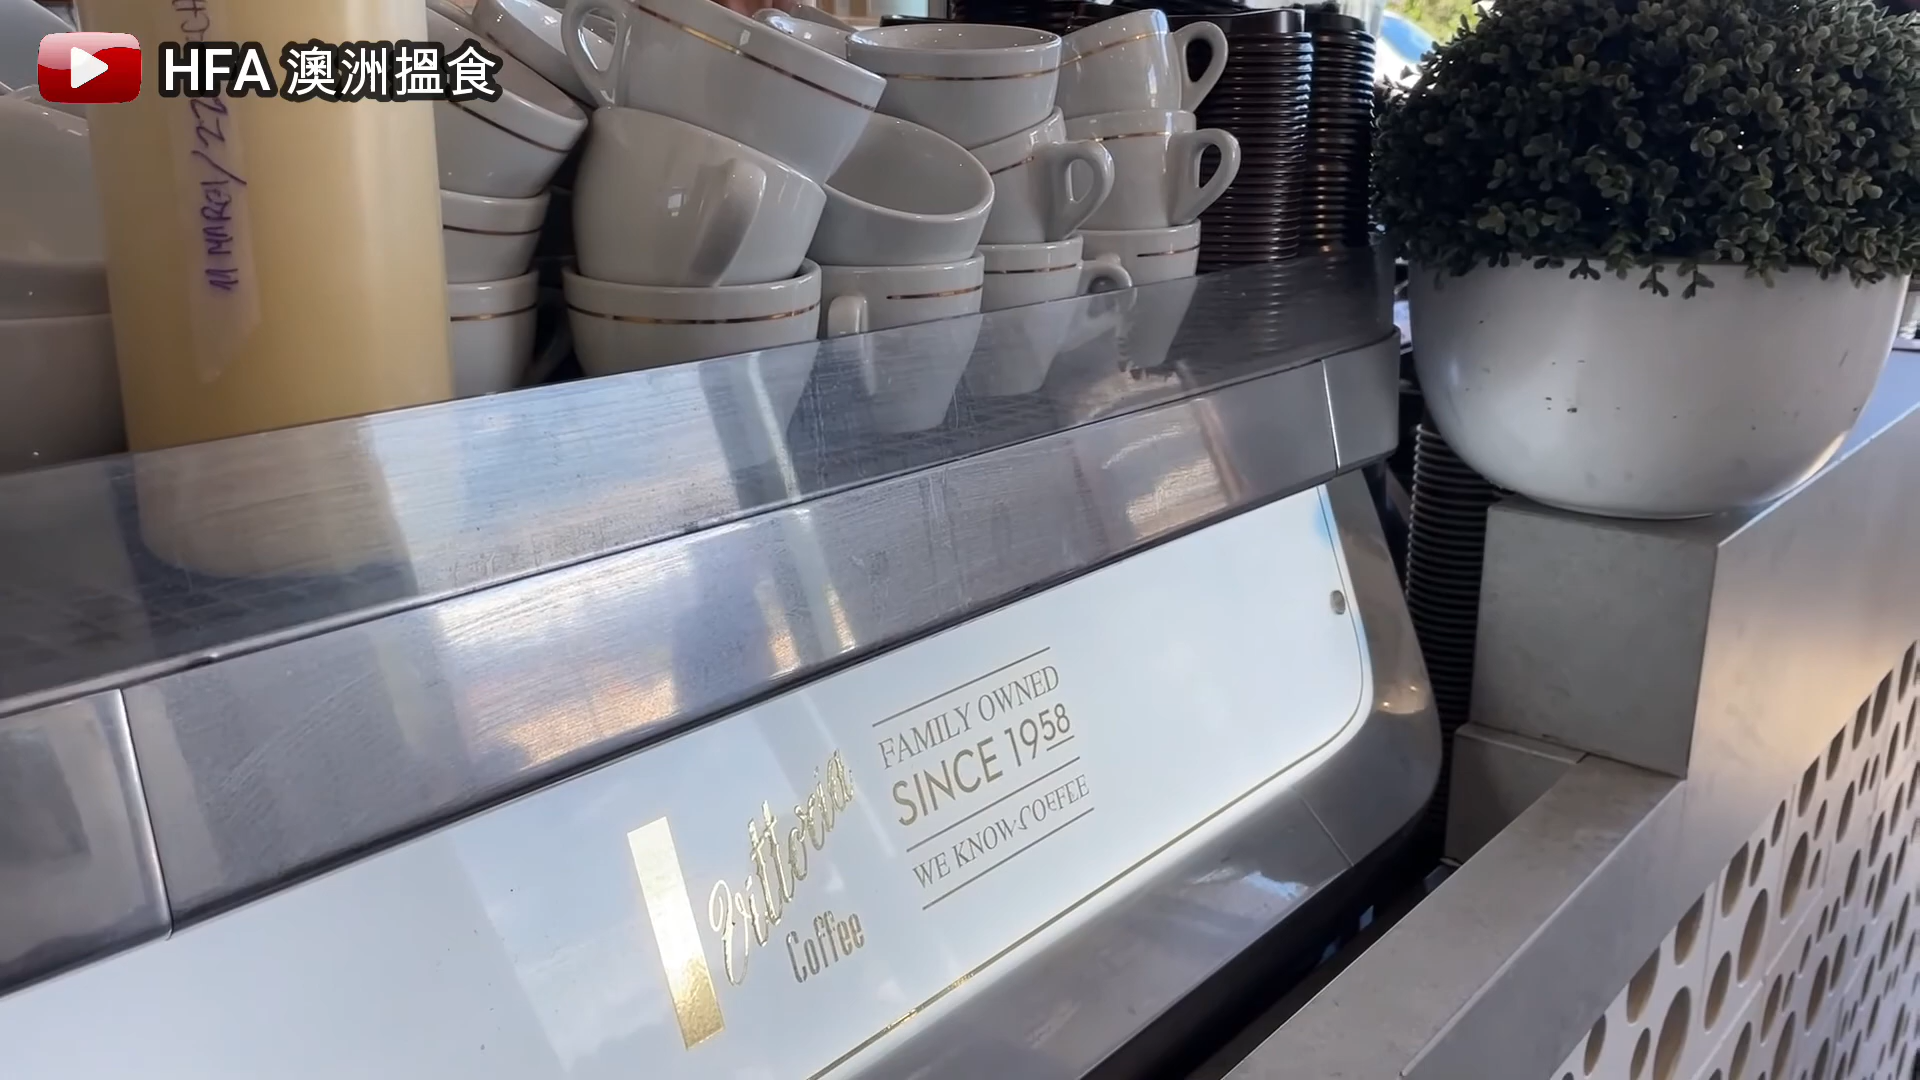 HFA 澳洲搵食
Vittoria
Coffee
FAMILY OWNED
SINCE 1958
WE KNOW COFFEE